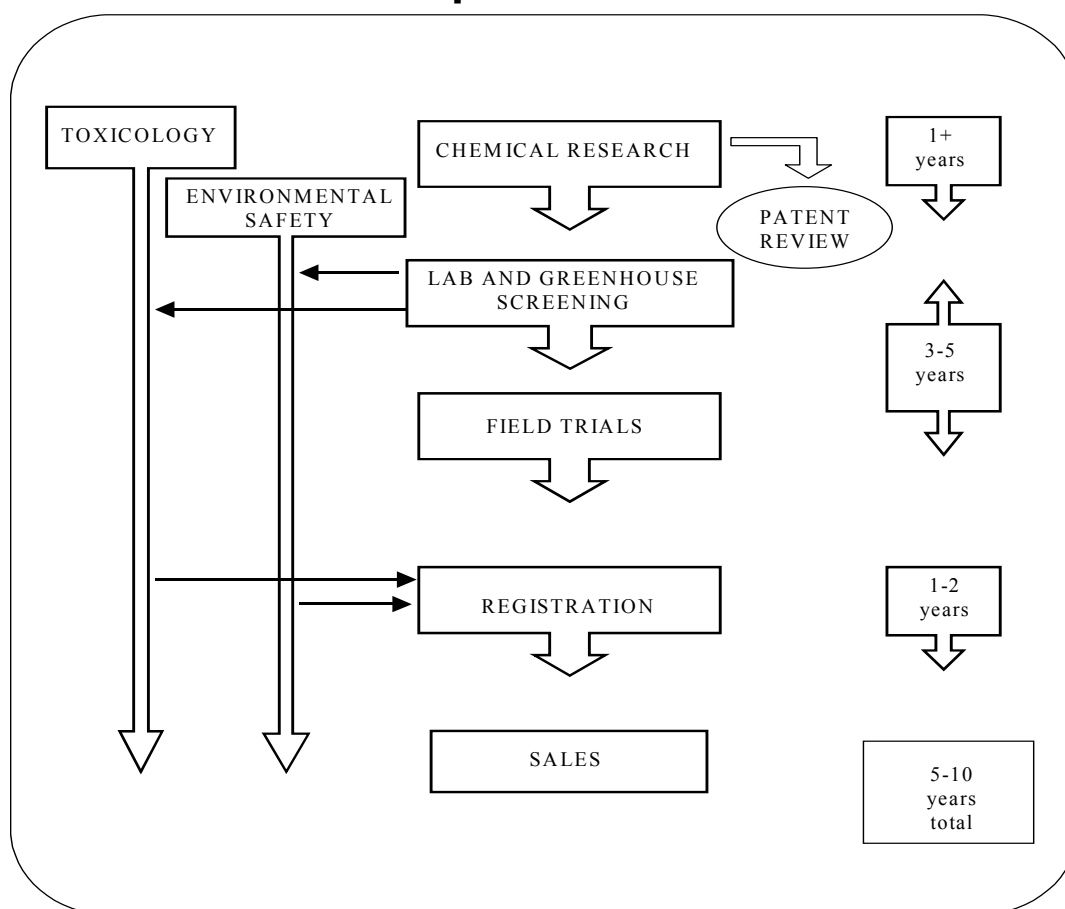 TOXICOLOGY
CHEMICAL RESEARCH
1+
years
ENVIRONMENTAL
SAFETY
PATENT
REVIEW
LAB AND GREENHOUSE
SCREENING
3-5
years
FIELD TRIALS
REGISTRATION
1-2
years
SALES
5-10
years
total